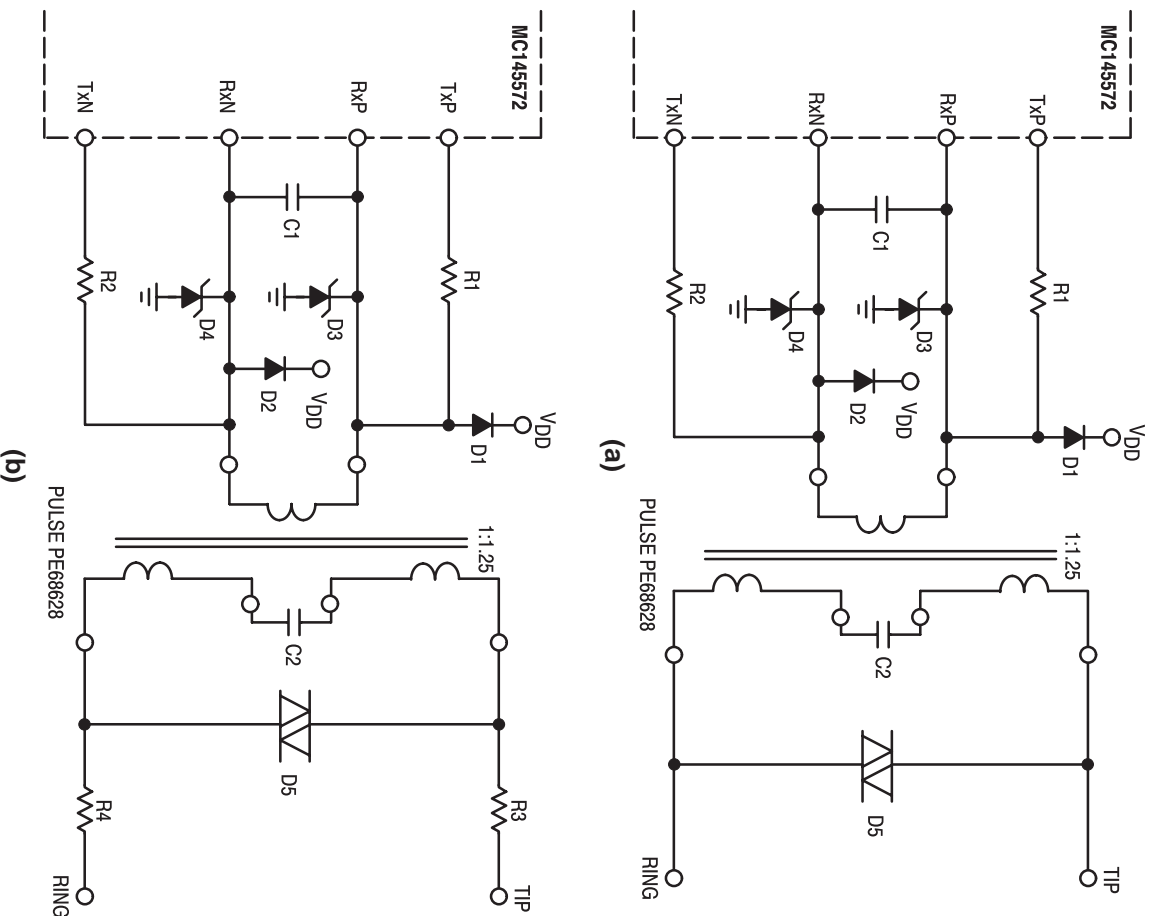 MC145572
TxP
RxP
RxN
TxN
R1
C1
R2
D3
D4
D2
VDD
D1
VDD
(a)
1:1.25
PULSE PE68628
C2
D5
TIP
RING
MC145572
TxP
RxP
RxN
TxN
R1
C1
R2
D3
D4
D2
VDD
D1
VDD
(b)
1:1.25
PULSE PE68628
C2
D5
R3
R4
TIP
RING